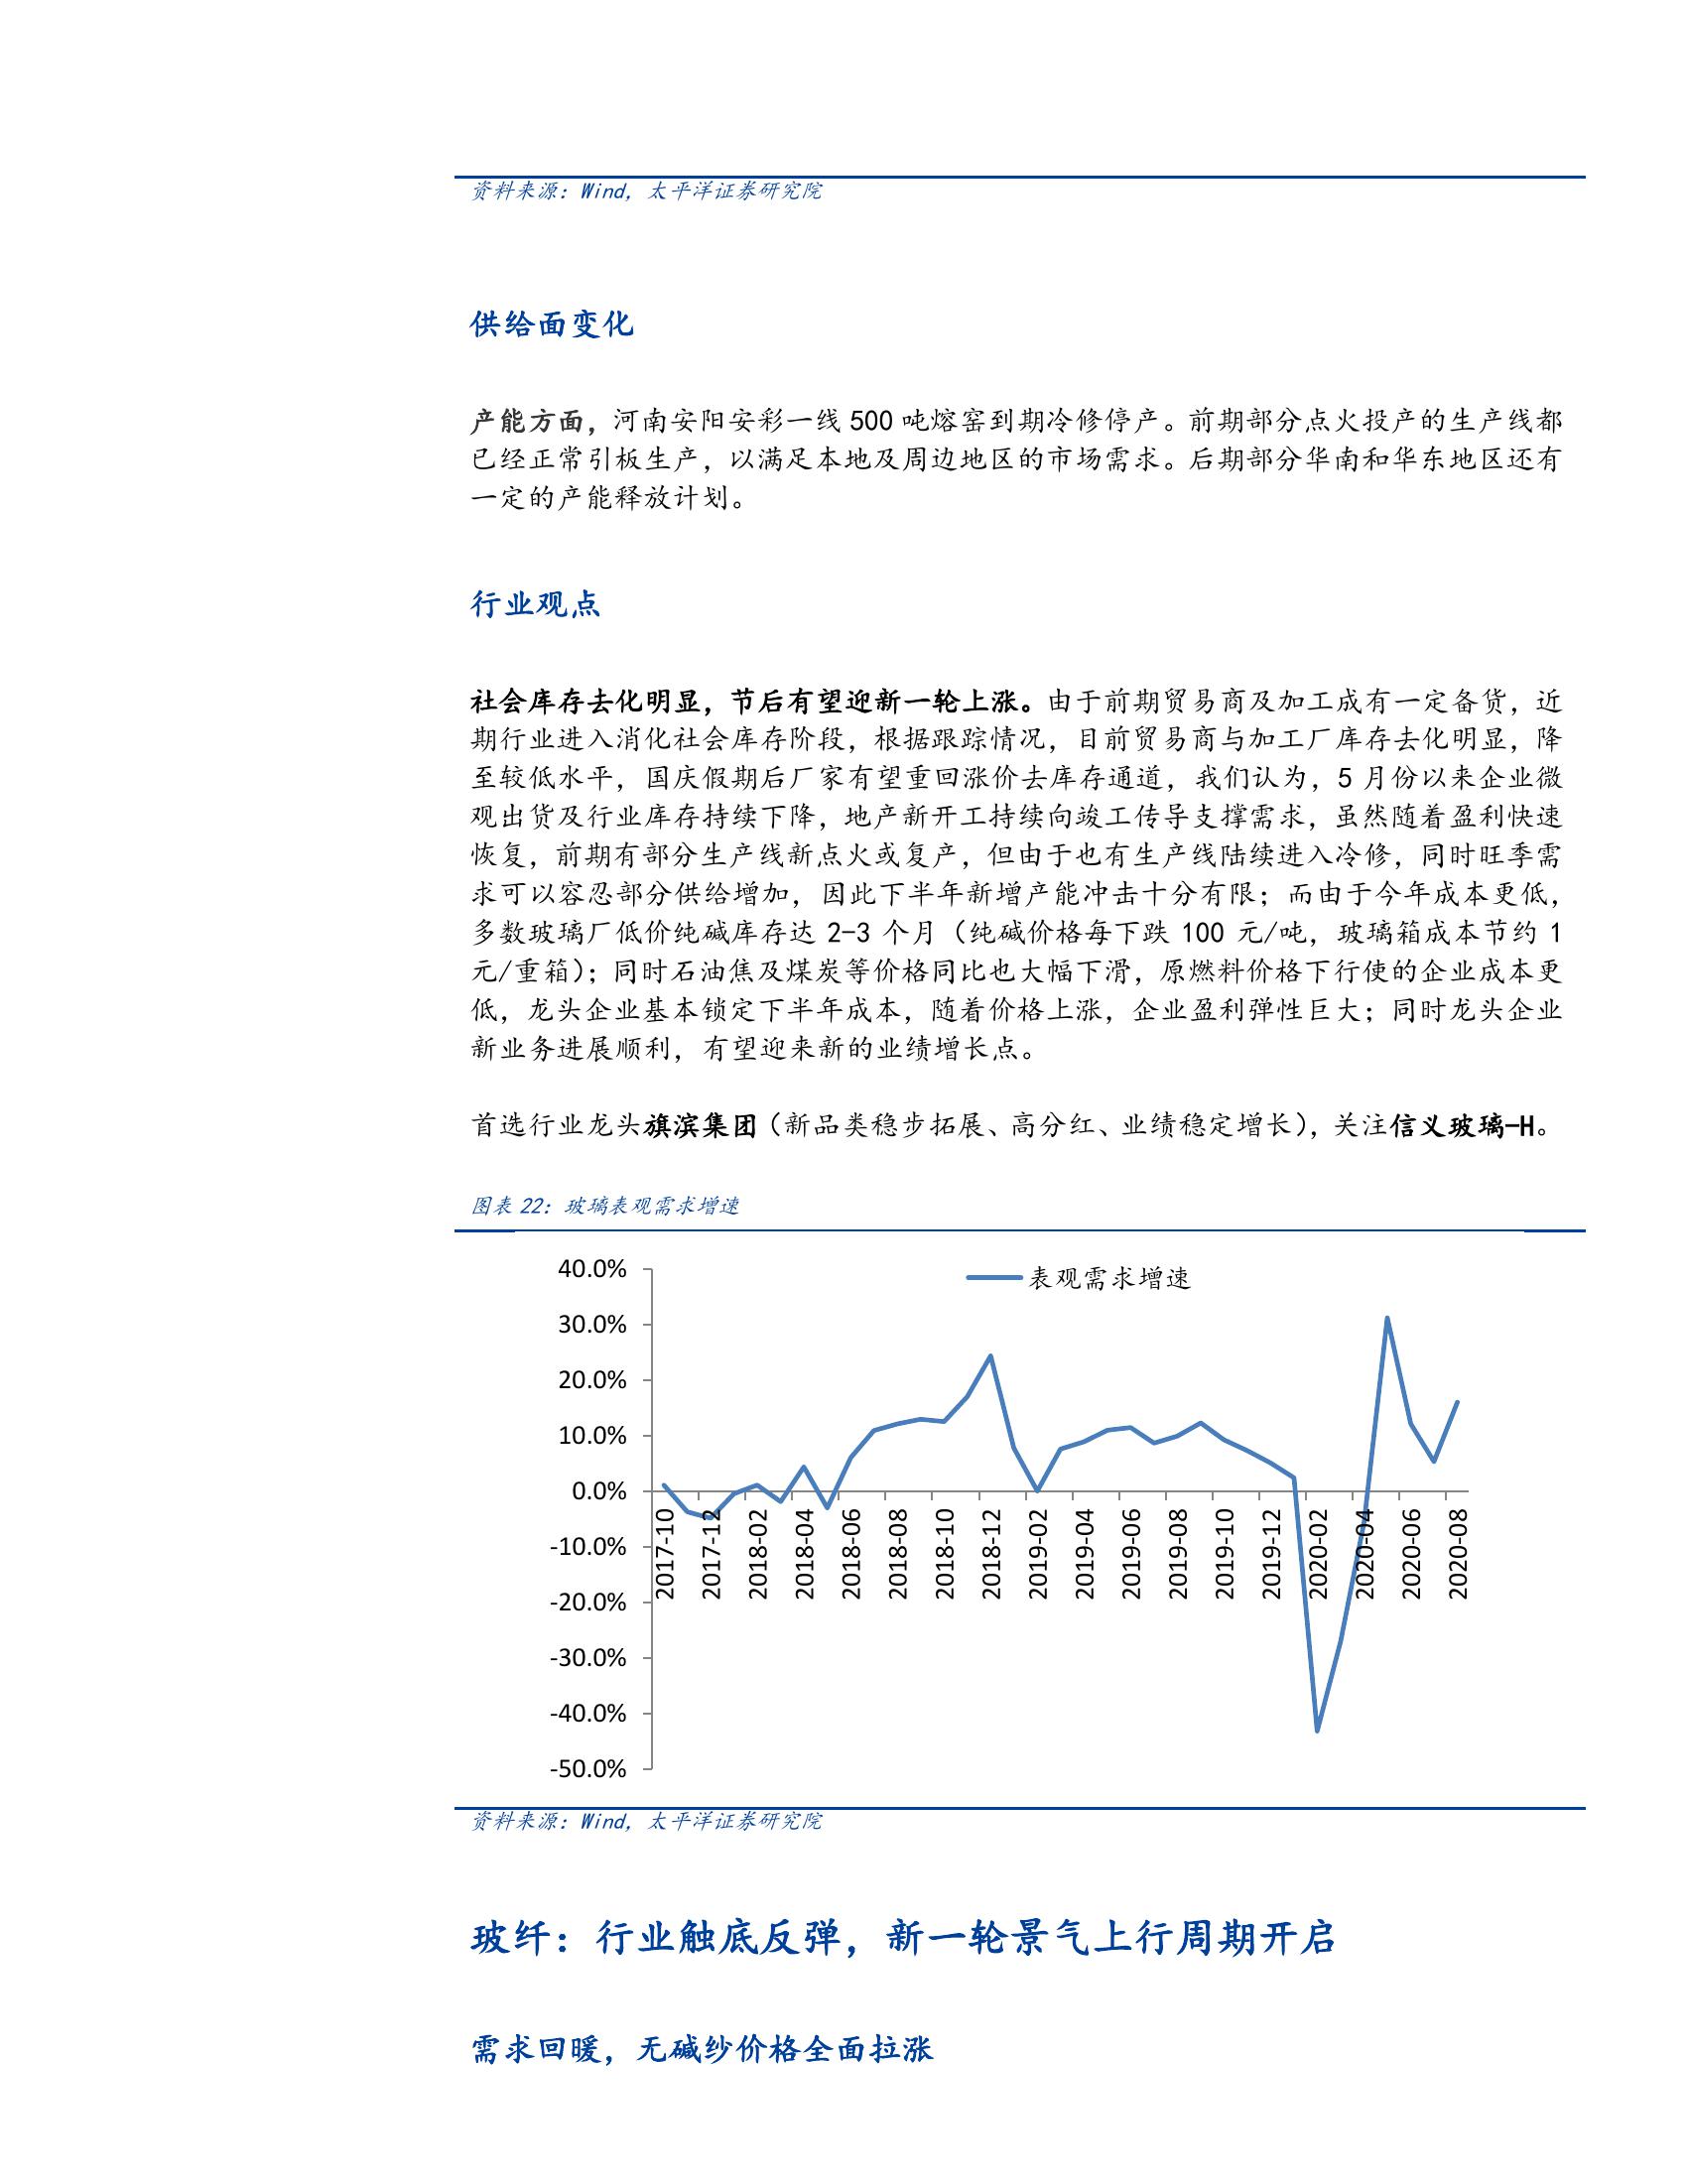 资料来源：Wind，太平洋证券研究院
供给面变化
产能方面，河南安阳安彩一线 500 吨熔窑到期冷修停产。前期部分点火投产的生产线都
已经正常引板生产，以满足本地及周边地区的市场需求。后期部分华南和华东地区还有
一定的产能释放计划。
行业观点
社会库存去化明显，节后有望迎新一轮上涨。由于前期贸易商及加工成有一定备货，近
期行业进入消化社会库存阶段，根据跟踪情况，目前贸易商与加工厂库存去化明显，降
至较低水平，国庆假期后厂家有望重回涨价去库存通道，我们认为，5 月份以来企业微
观出货及行业库存持续下降，地产新开工持续向竣工传导支撑需求，虽然随着盈利快速
恢复，前期有部分生产线新点火或复产，但由于也有生产线陆续进入冷修，同时旺季需
求可以容忍部分供给增加，因此下半年新增产能冲击十分有限；而由于今年成本更低，
多数玻璃厂低价纯碱库存达 2-3 个月（纯碱价格每下跌 100 元/吨，玻璃箱成本节约 1
元/重箱）；同时石油焦及煤炭等价格同比也大幅下滑，原燃料价格下行使的企业成本更
低，龙头企业基本锁定下半年成本，随着价格上涨，企业盈利弹性巨大；同时龙头企业
新业务进展顺利，有望迎来新的业绩增长点。
首选行业龙头旗滨集团（新品类稳步拓展、高分红、业绩稳定增长），关注信义玻璃-H。
图表 22：玻璃表观需求增速
表观需求增速
40.0%
30.0%
20.0%
10.0%
0.0%
-10.0%
-20.0%
-30.0%
-40.0%
-50.0%
2017-10
2017-12
2018-02
2018-04
2018-06
2018-08
2018-10
2018-12
2019-02
2019-04
2019-06
2019-08
2019-10
2019-12
2020-02
2020-04
2020-06
2020-08
资料来源：Wind，太平洋证券研究院
玻纤：行业触底反弹，新一轮景气上行周期开启
需求回暖，无碱纱价格全面拉涨